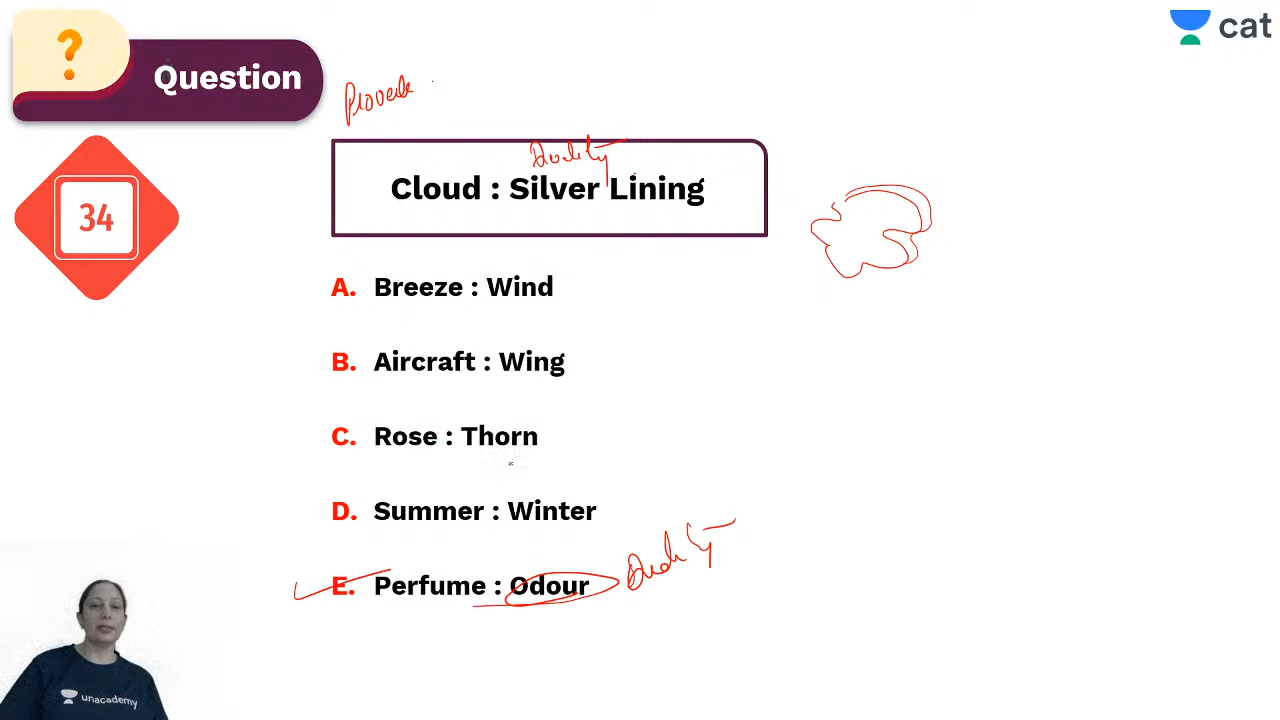 ?
Question
cat
Proverb
34
Quality
Cloud : Silver Lining
A. Breeze : Wind
B. Aircraft : Wing
C. Rose : Thorn
D. Summer : Winter
E. Perfume : Odour
Quality
unacademy